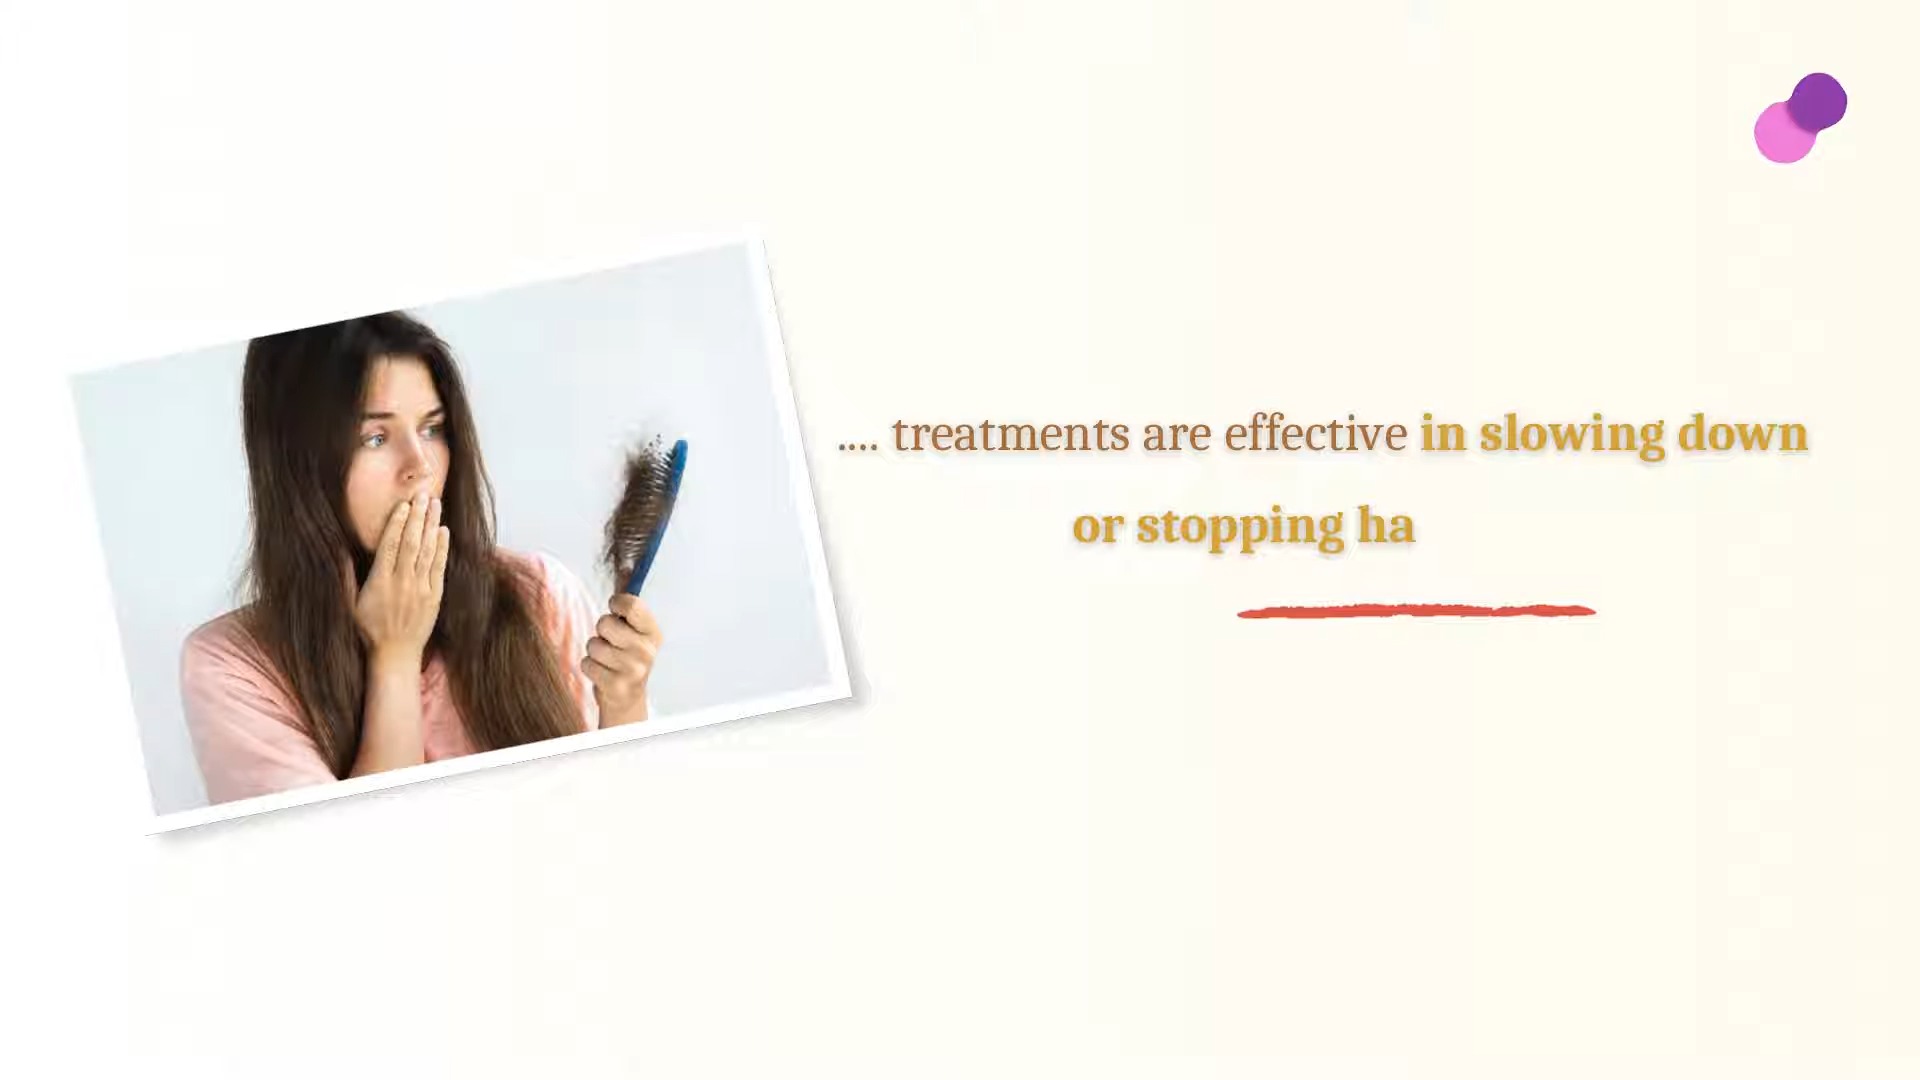 .... treatments are effective in slowing down
or stopping ha